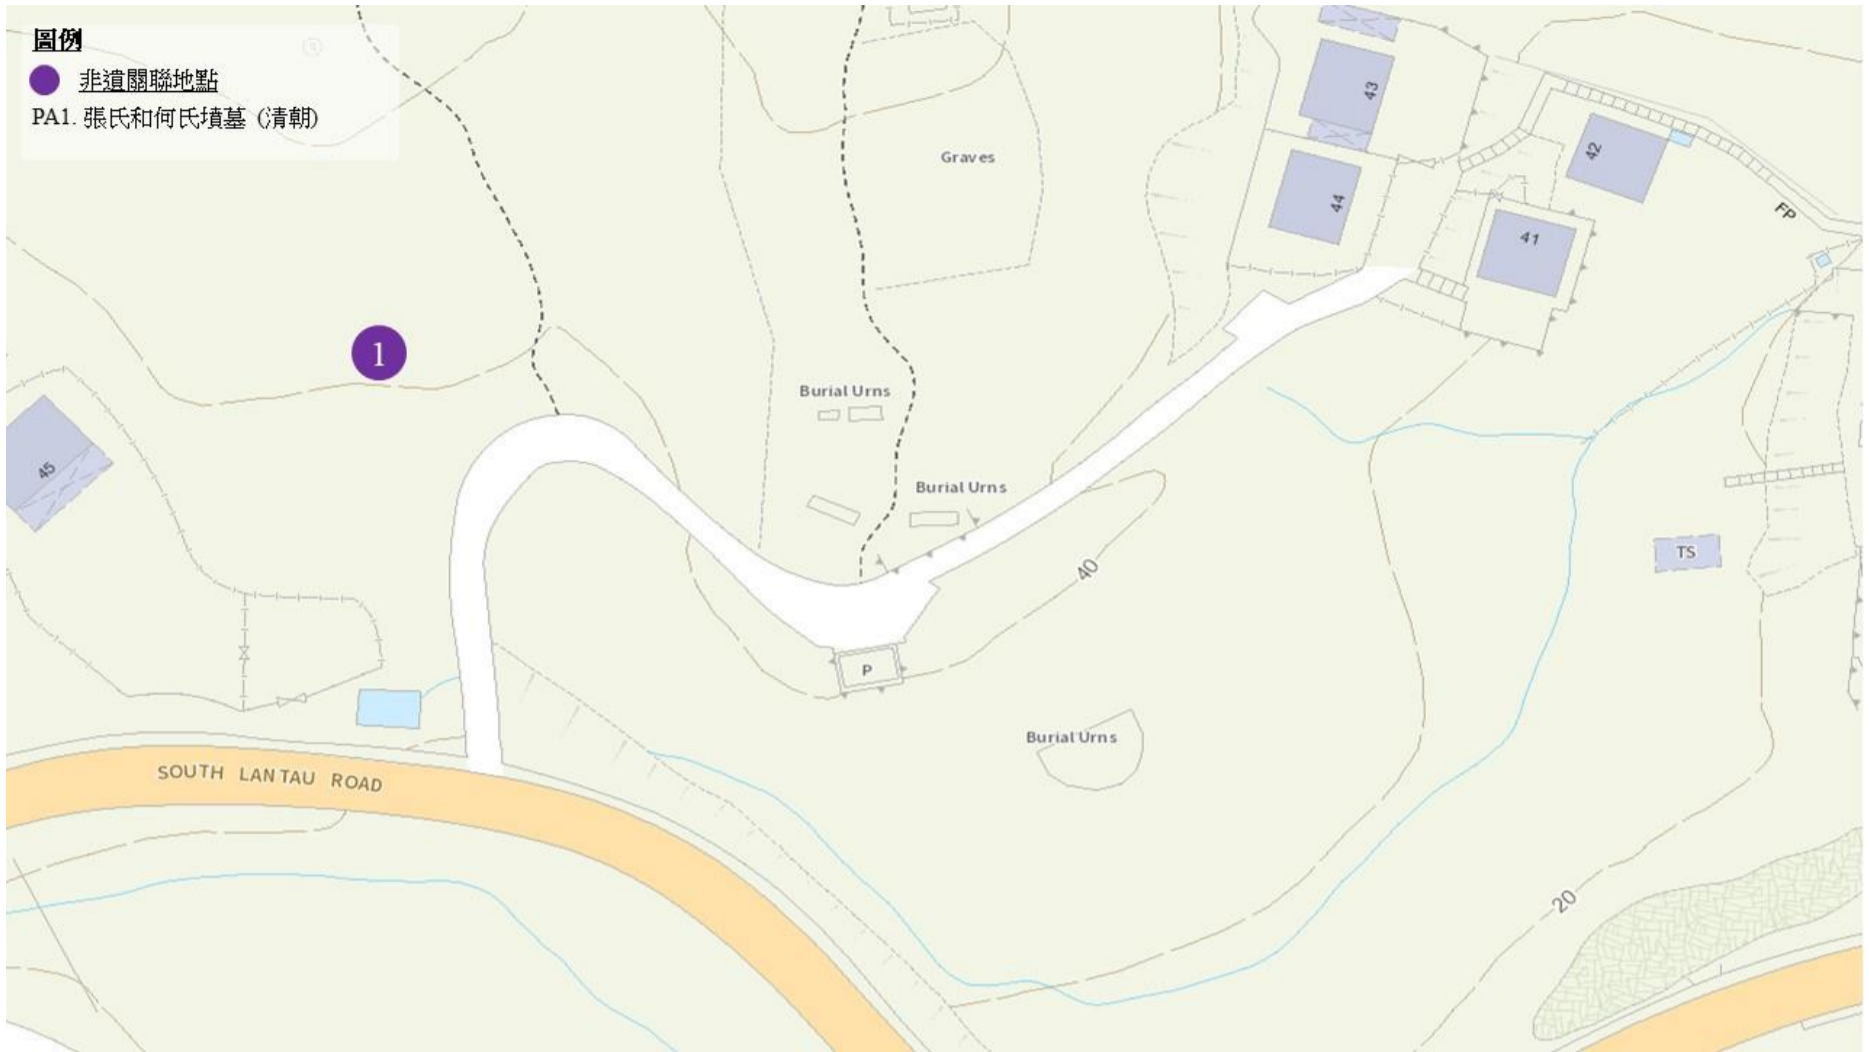 圖例
非遺關聯地點
PA1. 張氏和何氏墳墓 (清朝)
43
42
Graves
44
FP
41
1
Burial Urns
45
Burial Urns
TS
40
P
Burial Urns
SOUTH LANTAU ROAD
20